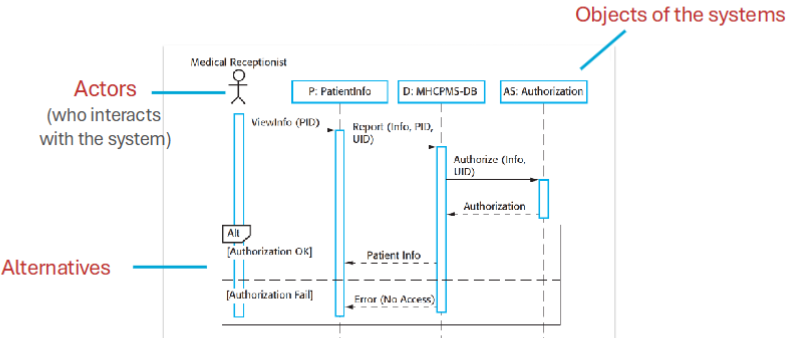 Objects of the systems
Medical Receptionist
Actors
(who interacts
with the system)
P: PatientInfo
D: MHCPMS-DB
AS: Authorization
ViewInfo (PID)
Report (Info, PID,
UID)
Authorize (Info,
UID)
Authorization
Alt
[Authorization OK]
Patient Info
Alternatives
[Authorization Fail]
Error (No Access)